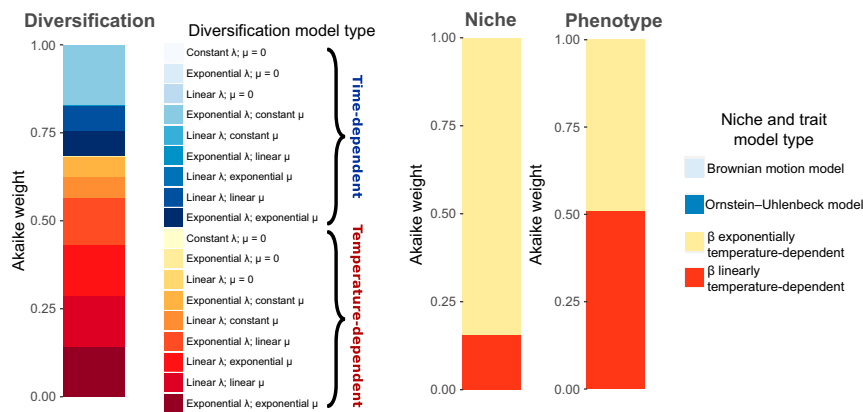 Diversification
Akaike weight
1.00
0.75
0.50
0.25
0.00
Diversification model type
Constant λ; μ = 0
Exponential λ; μ = 0
Linear λ; μ = 0
Exponential λ; constant μ
Linear λ; constant μ
Exponential λ; linear μ
Linear λ; exponential μ
Linear λ; linear μ
Exponential λ; exponential μ
Time-dependent
Constant λ; μ = 0
Exponential λ; μ = 0
Linear λ; μ = 0
Exponential λ; constant μ
Linear λ; constant μ
Exponential λ; linear μ
Linear λ; exponential μ
Linear λ; linear μ
Exponential λ; exponential μ
Temperature-dependent
Niche
Akaike weight
1.00
0.75
0.50
0.25
0.00
Phenotype
Akaike weight
1.00
0.75
0.50
0.25
0.00
Niche and trait
model type
Brownian motion model
Ornstein–Uhlenbeck model
β exponentially
temperature-dependent
β linearly
temperature-dependent